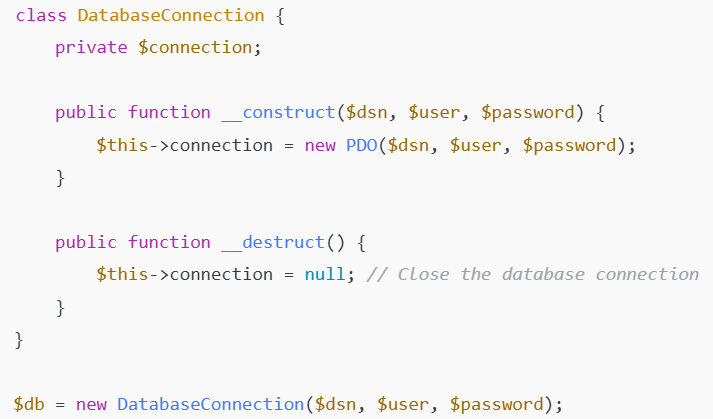 class DatabaseConnection {
    private $connection;

    public function __construct($dsn, $user, $password) {
        $this->connection = new PDO($dsn, $user, $password);
    }

    public function __destruct() {
        $this->connection = null; // Close the database connection
    }
}

$db = new DatabaseConnection($dsn, $user, $password);